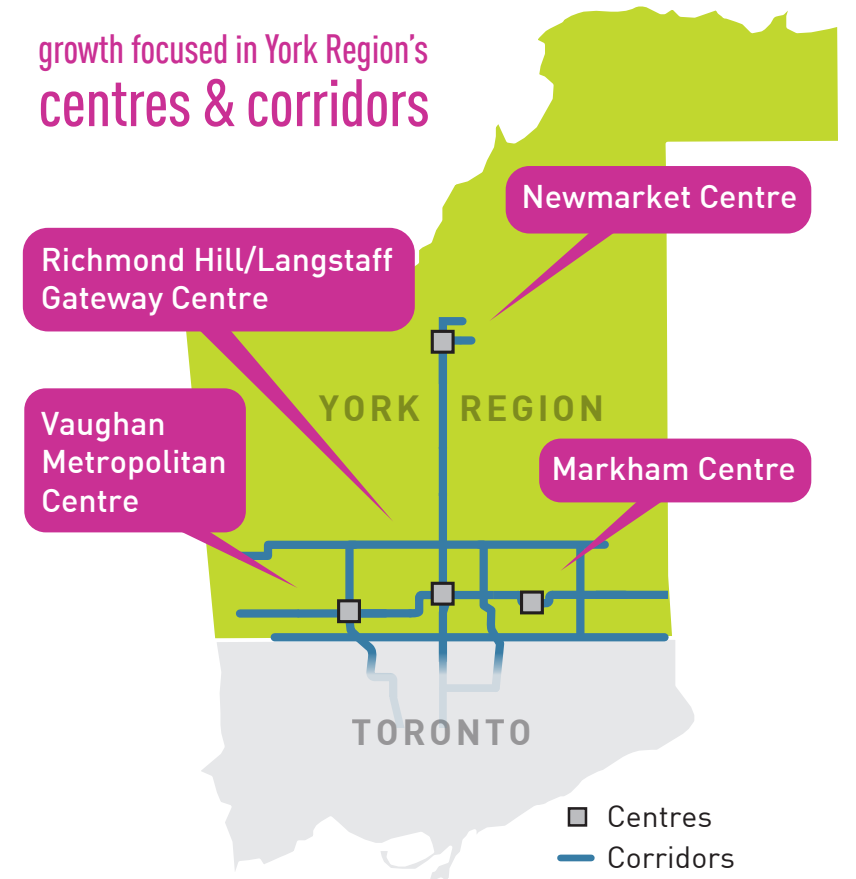 growth focused in York Region's
centres & corridors
Newmarket Centre
Richmond Hill/Langstaff
Gateway Centre
YORK REGION
Vaughan
Metropolitan
Centre
Markham Centre
TORONTO
Centres
Corridors